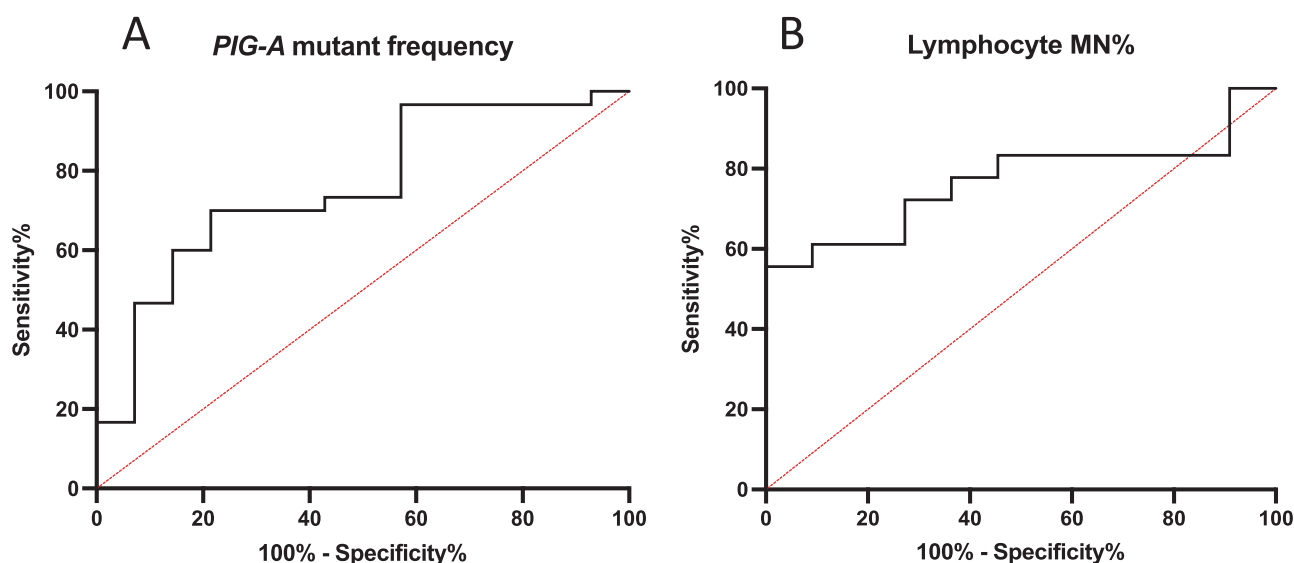 A
PIG-A mutant frequency
100
80
60
40
20
0
Sensitivity%
0 20 40 60 80 100
100% - Specificity%
B
Lymphocyte MN%
100
80
60
40
20
0
Sensitivity%
0 20 40 60 80 100
100% - Specificity%